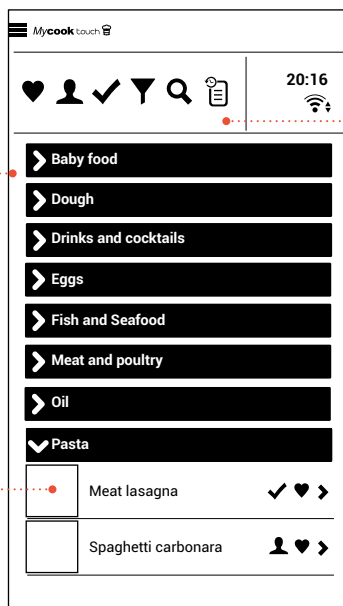 Mycook touch
20:16
Baby food
Dough
Drinks and cocktails
Eggs
Fish and Seafood
Meat and poultry
Oil
Pasta
Meat lasagna
Spaghetti carbonara